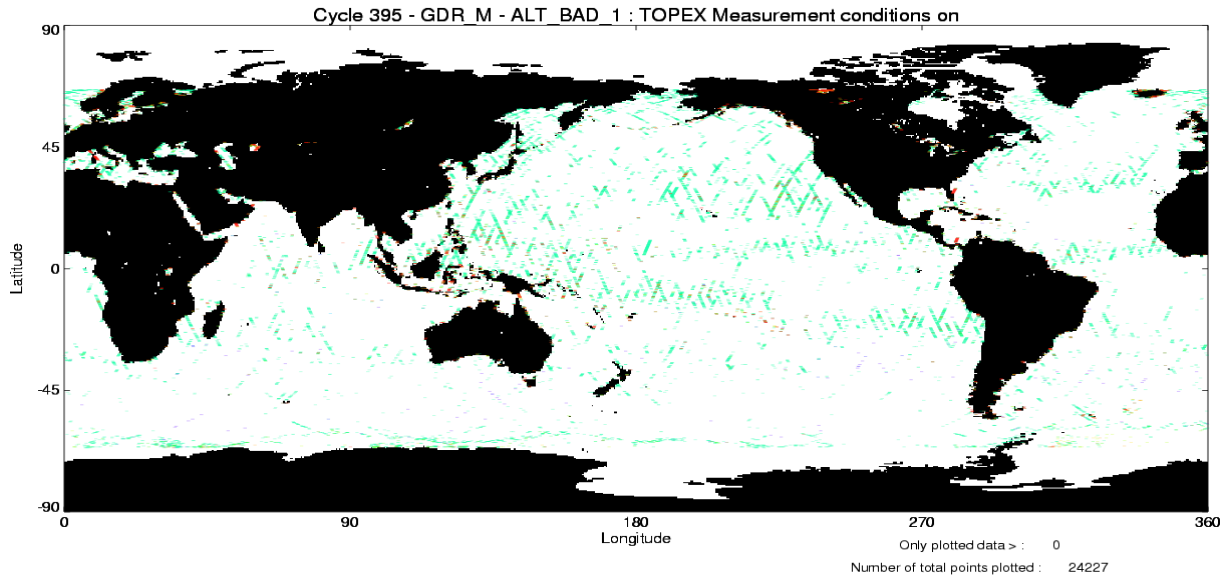 Cycle 395 - GDR_M - ALT_BAD_1 : TOPEX Measurement conditions on
90
45
Latitude
0
-45
-90
0 90 180 270 360
Longitude
Only plotted data > : 0
Number of total points plotted : 24227